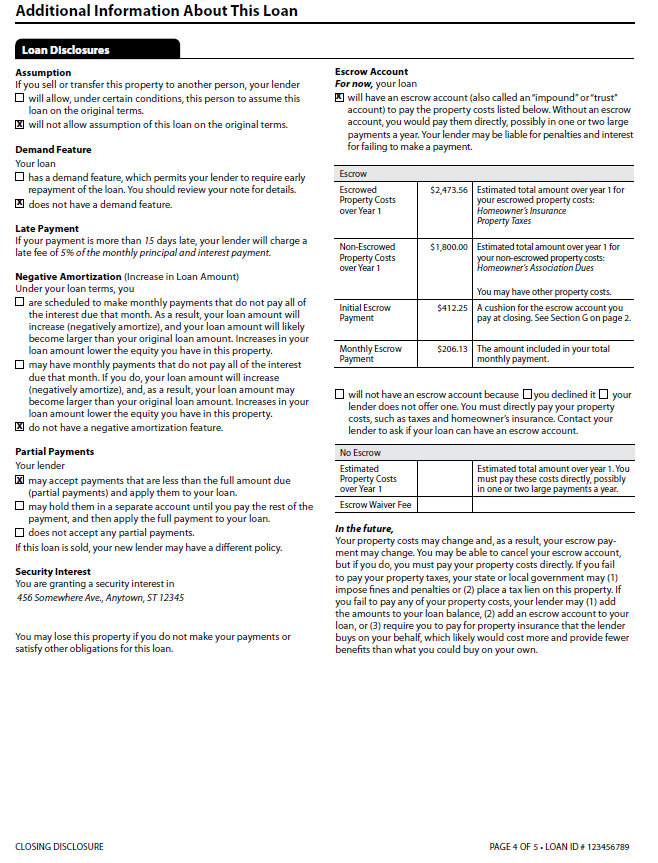 Additional Information About This Loan
Loan Disclosures
Assumption
If you sell or transfer this property to another person, your lender
☐ will allow, under certain conditions, this person to assume this
loan on the original terms.
☒ will not allow assumption of this loan on the original terms.
Demand Feature
Your loan
☐ has a demand feature, which permits your lender to require early
repayment of the loan. You should review your note for details.
☒ does not have a demand feature.
Late Payment
If your payment is more than 15 days late, your lender will charge a
late fee of 5% of the monthly principal and interest payment.
Negative Amortization (Increase in Loan Amount)
Under your loan terms, you
☐ are scheduled to make monthly payments that do not pay all of
the interest due that month. As a result, your loan amount will
increase (negatively amortize), and your loan amount will likely
become larger than your original loan amount. Increases in your
loan amount lower the equity you have in this property.
☐ may have monthly payments that do not pay all of the interest
due that month. If you do, your loan amount will increase
(negatively amortize), and, as a result, your loan amount may
become larger than your original loan amount. Increases in your
loan amount lower the equity you have in this property.
☒ do not have a negative amortization feature.
Partial Payments
Your lender
☒ may accept payments that are less than the full amount due
(partial payments) and apply them to your loan.
☐ may hold them in a separate account until you pay the rest of the
payment, and then apply the full payment to your loan.
☐ does not accept any partial payments.
If this loan is sold, your new lender may have a different policy.
Security Interest
You are granting a security interest in
456 Somewhere Ave., Anytown, ST 12345
You may lose this property if you do not make your payments or
satisfy other obligations for this loan.
Escrow Account
For now, your loan
☒ will have an escrow account (also called an “impound” or “trust”
account) to pay the property costs listed below. Without an escrow
account, you would pay them directly, possibly in one or two large
payments a year. Your lender may be liable for penalties and interest
for failing to make a payment.
Escrow
Escrowed $2,473.56 Estimated total amount over year 1 for
Property Costs your escrowed property costs:
over Year 1 Homeowner’s Insurance
Property Taxes
Non-Escrowed $1,800.00 Estimated total amount over year 1 for
Property Costs your non-escrowed property costs:
over Year 1 Homeowner’s Association Dues
You may have other property costs.
Initial Escrow $412.25 A cushion for the escrow account you
Payment pay at closing. See Section G on page 2.
Monthly Escrow $206.13 The amount included in your total
Payment monthly payment.
☐ will not have an escrow account because ☐ you declined it ☐ your
lender does not offer one. You must directly pay your property
costs, such as taxes and homeowner’s insurance. Contact your
lender to ask if your loan can have an escrow account.
No Escrow
Estimated Estimated total amount over year 1. You
Property Costs must pay these costs directly, possibly
over Year 1 in one or two large payments a year.
Escrow Waiver Fee
In the future,
Your property costs may change and, as a result, your escrow pay-
ment may change. You may be able to cancel your escrow account,
but if you do, you must pay your property costs directly. If you fail
to pay your property taxes, your state or local government may (1)
impose fines and penalties or (2) place a tax lien on this property. If
you fail to pay any of your property costs, your lender may (1) add
the amounts to your loan balance, (2) add an escrow account to your
loan, or (3) require you to pay for property insurance that the lender
buys on your behalf, which likely would cost more and provide fewer
benefits than what you could buy on your own.
CLOSING DISCLOSURE
PAGE 4 OF 5 • LOAN ID # 123456789